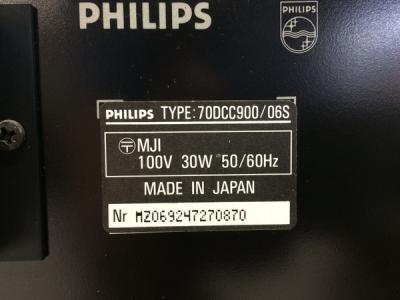 PHILIPS
PHILIPS
PHILIPS TYPE:70DCC900/06S
MJI
100V 30W 50/60Hz
MADE IN JAPAN
Nr MZ069247270870